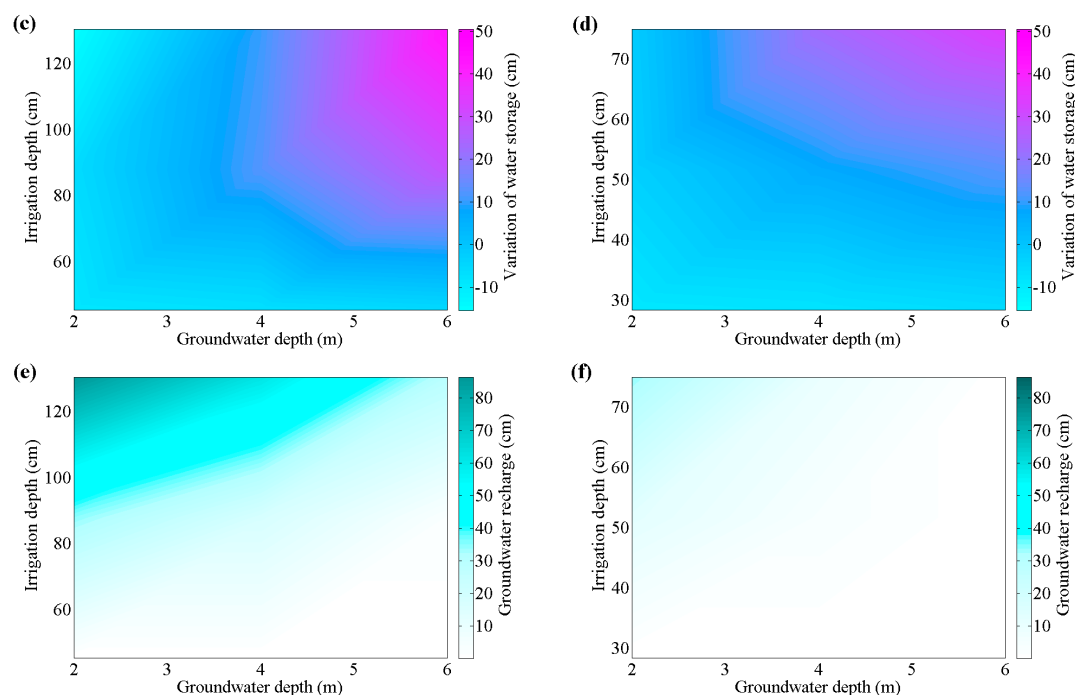 (c)
Irrigation depth (cm)
120
100
80
60
2 3 4 5 6
Groundwater depth (m)
50
40
30
20
10
0
-10
Variation of water storage (cm)
(d)
Irrigation depth (cm)
70
60
50
40
30
2 3 4 5 6
Groundwater depth (m)
50
40
30
20
10
0
-10
Variation of water storage (cm)
(e)
Irrigation depth (cm)
120
100
80
60
2 3 4 5 6
Groundwater depth (m)
80
70
60
50
40
30
20
10
Groundwater recharge (cm)
(f)
Irrigation depth (cm)
70
60
50
40
30
2 3 4 5 6
Groundwater depth (m)
80
70
60
50
40
30
20
10
Groundwater recharge (cm)